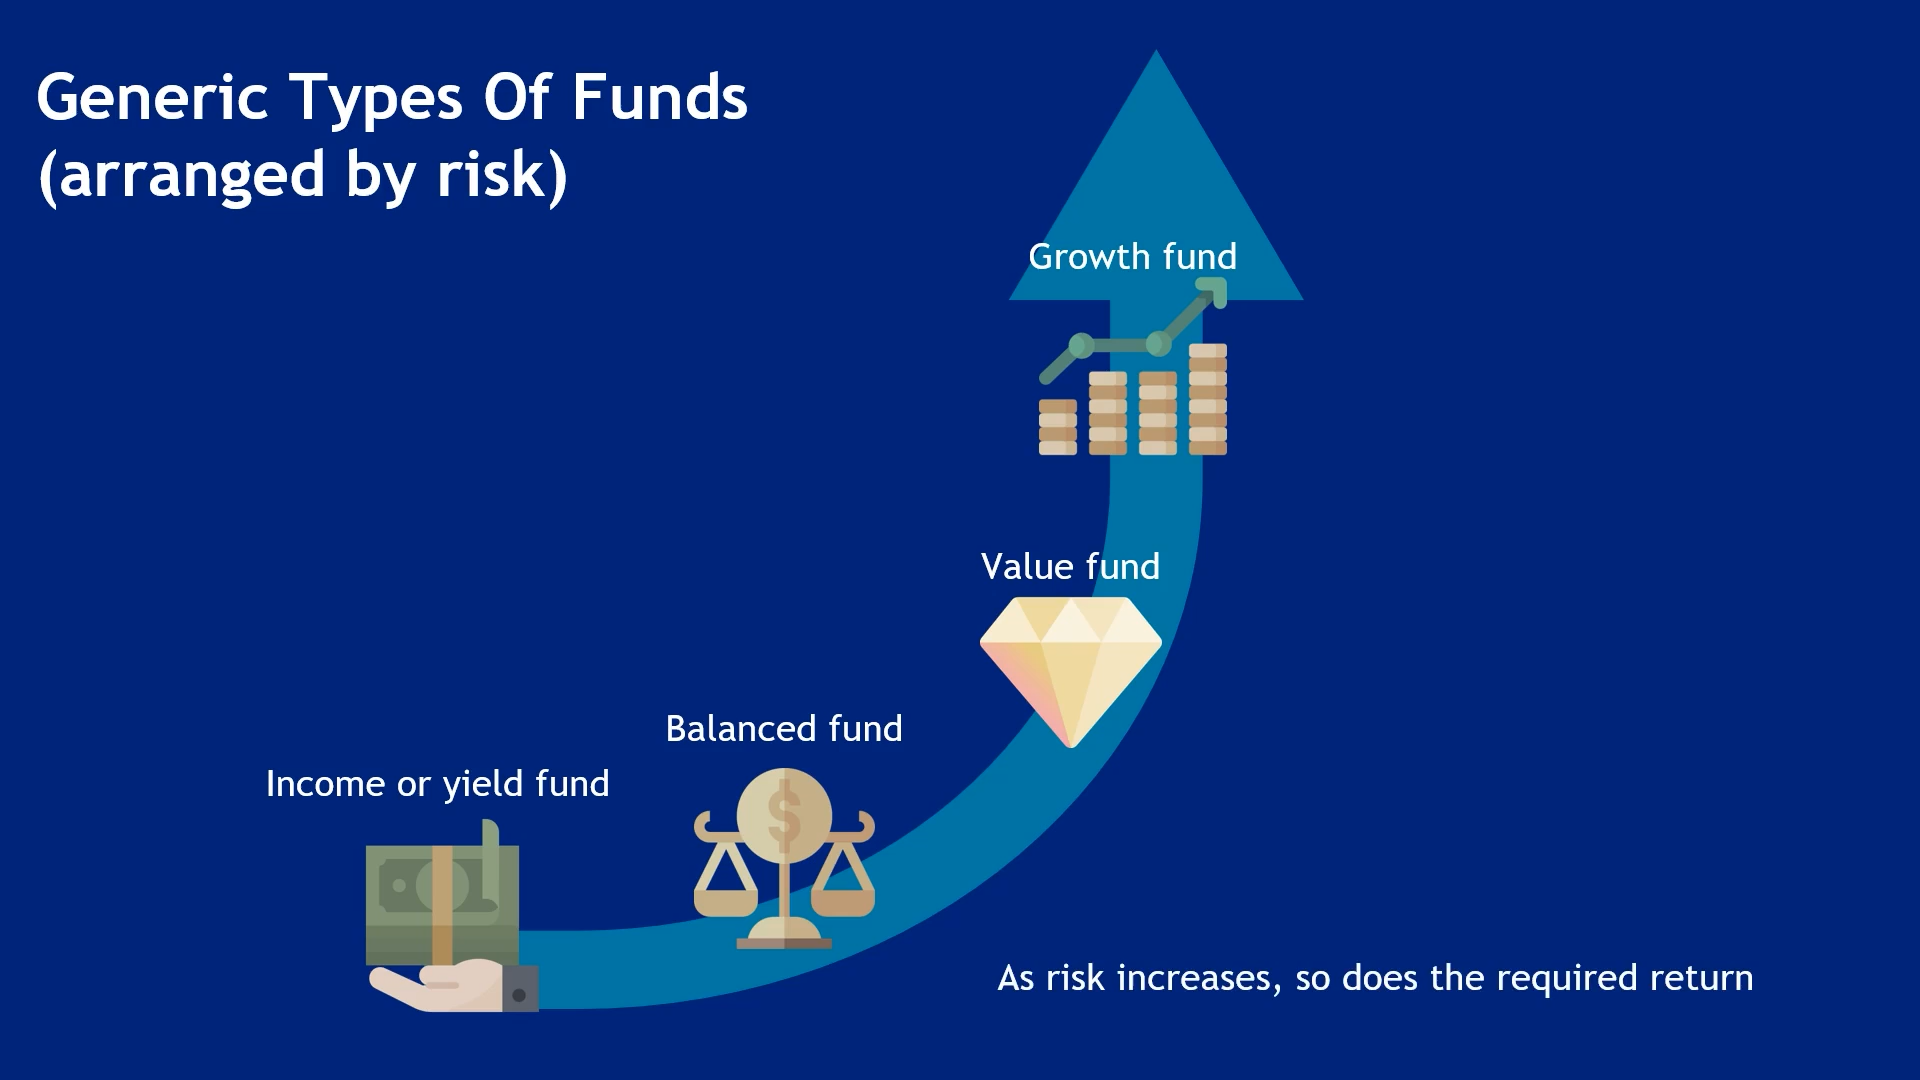 Generic Types Of Funds
(arranged by risk)
Growth fund
Value fund
Balanced fund
Income or yield fund
$
As risk increases, so does the required return